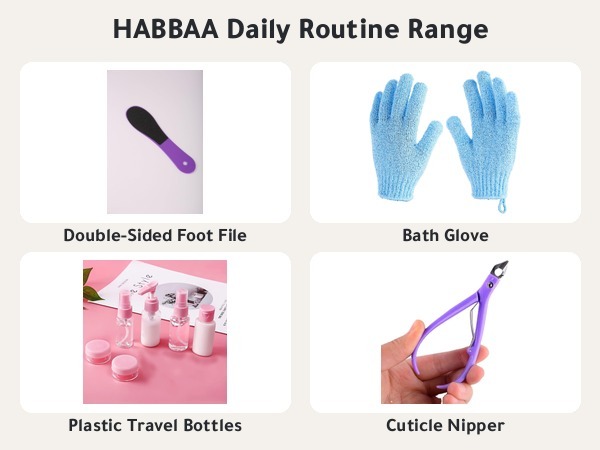 HABBAA Daily Routine Range
Double-Sided Foot File
Bath Glove
Plastic Travel Bottles
Cuticle Nipper